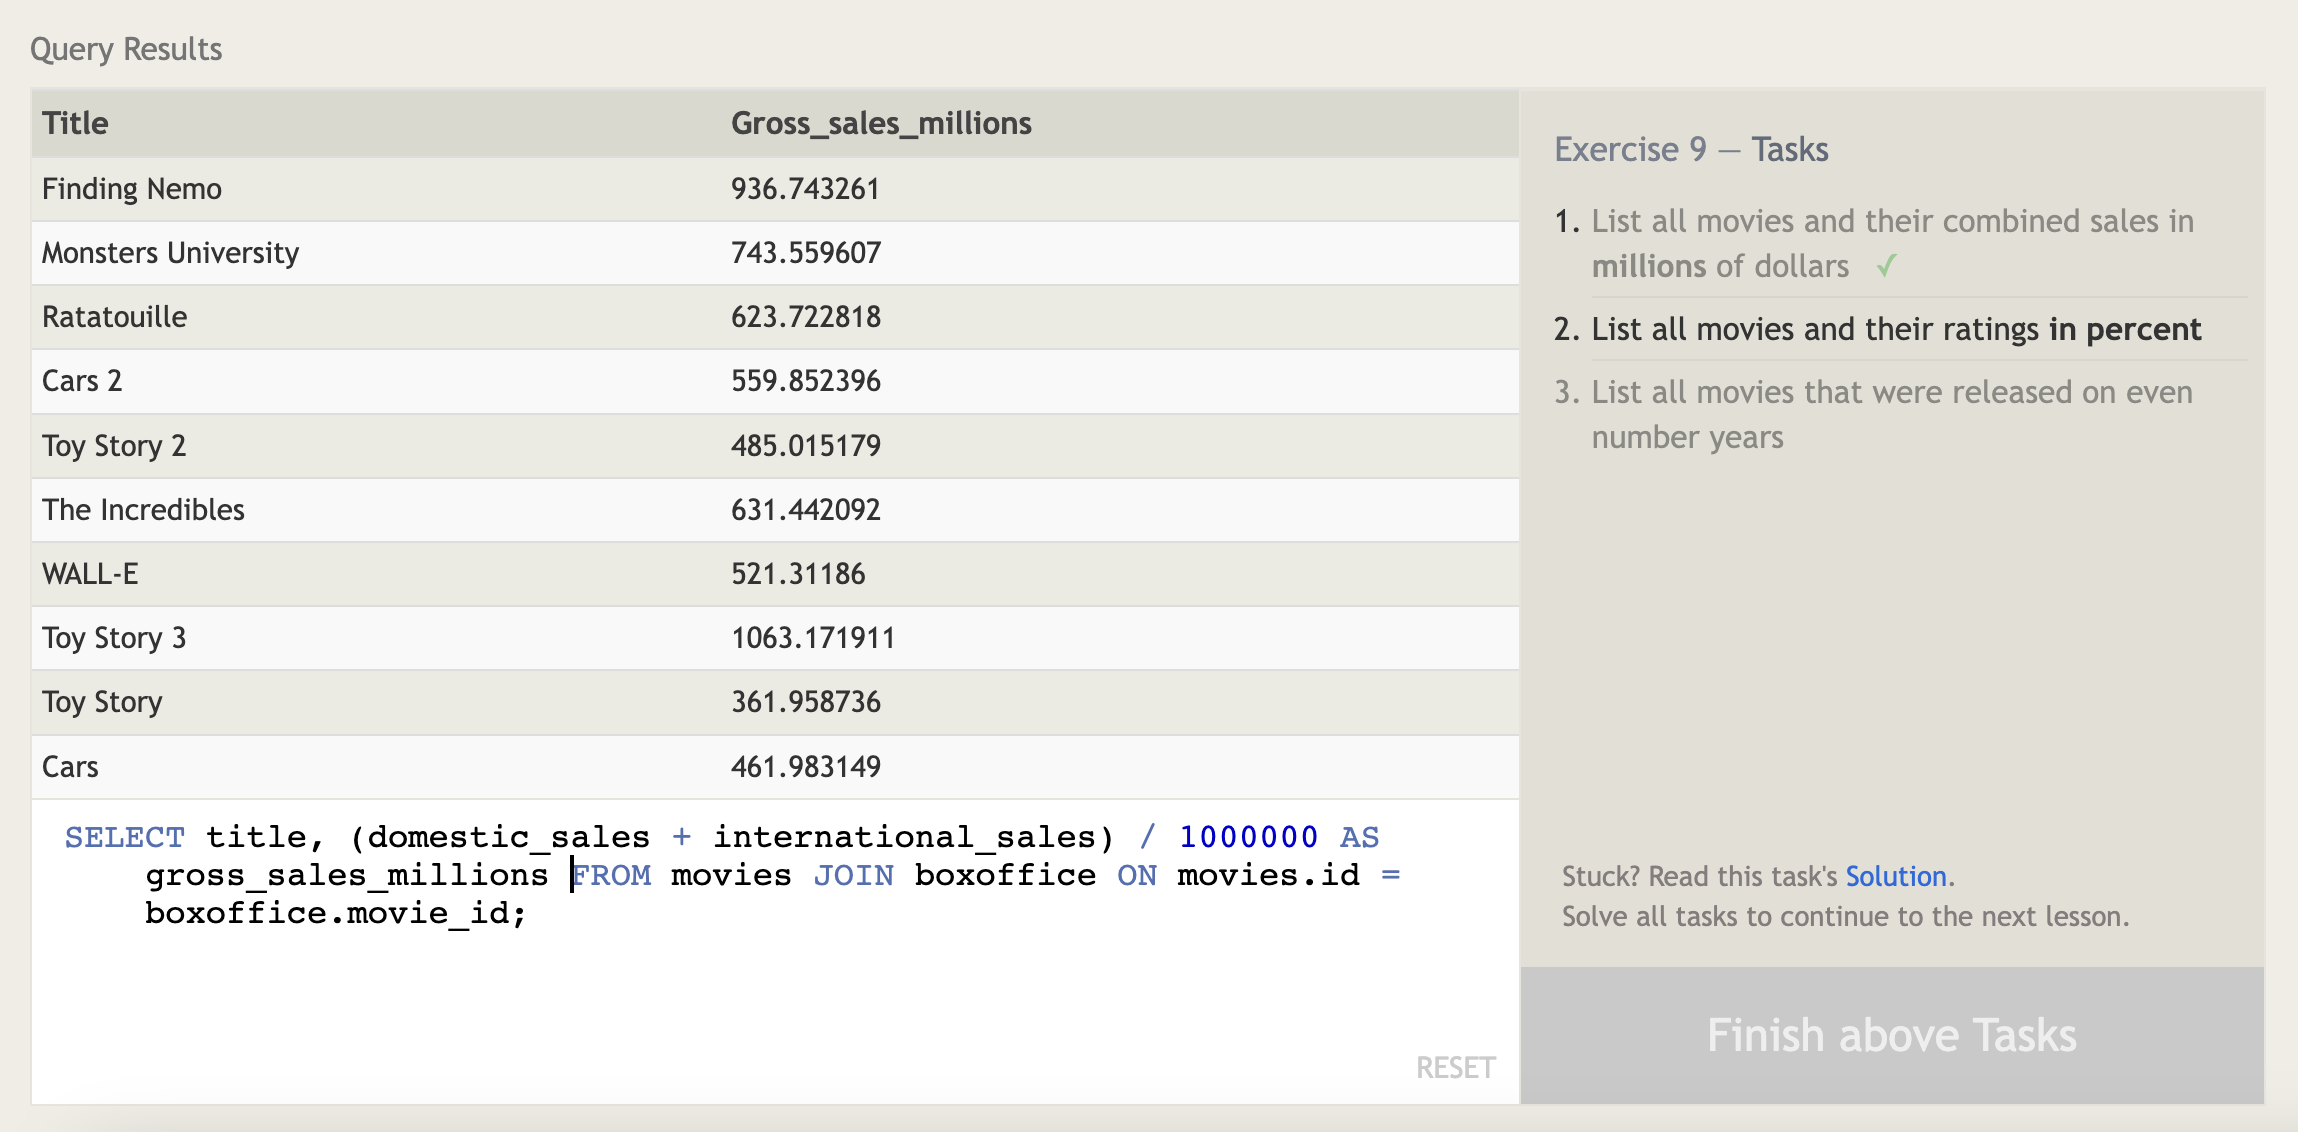 Query Results
Title Gross_sales_millions
Finding Nemo 936.743261
Monsters University 743.559607
Ratatouille 623.722818
Cars 2 559.852396
Toy Story 2 485.015179
The Incredibles 631.442092
WALL-E 521.31186
Toy Story 3 1063.171911
Toy Story 361.958736
Cars 461.983149
SELECT title, (domestic_sales + international_sales) / 1000000 AS
gross_sales_millions FROM movies JOIN boxoffice ON movies.id =
boxoffice.movie_id;
RESET
Exercise 9 — Tasks
1. List all movies and their combined sales in
millions of dollars ✓
2. List all movies and their ratings in percent
3. List all movies that were released on even
number years
Stuck? Read this task's Solution.
Solve all tasks to continue to the next lesson.
Finish above Tasks